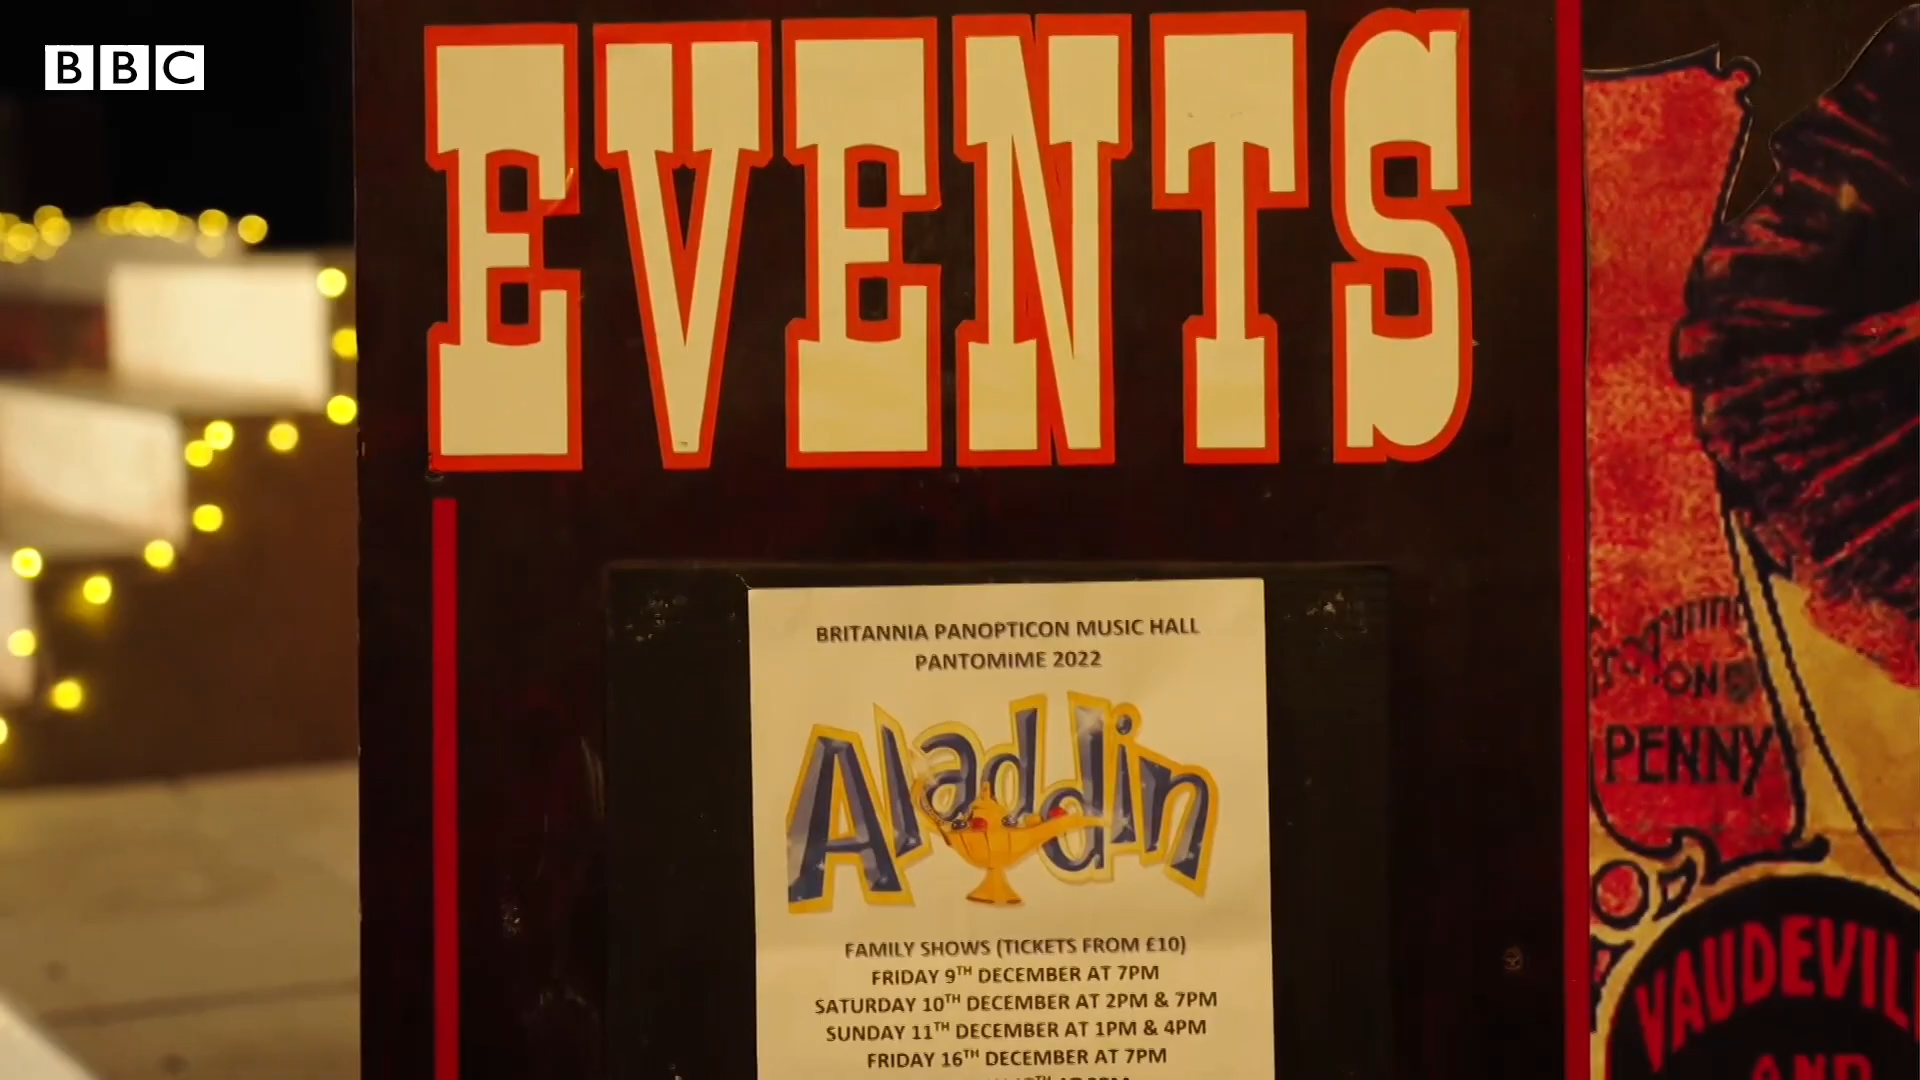 BBC
EVENTS
BRITANNIA PANOPTICON MUSIC HALL
PANTOMIME 2022
Aladdin
FAMILY SHOWS (TICKETS FROM £10)
FRIDAY 9TH DECEMBER AT 7PM
SATURDAY 10TH DECEMBER AT 2PM & 7PM
SUNDAY 11TH DECEMBER AT 1PM & 4PM
FRIDAY 16TH DECEMBER AT 7PM
PENNY
VAUDEVIL
AND